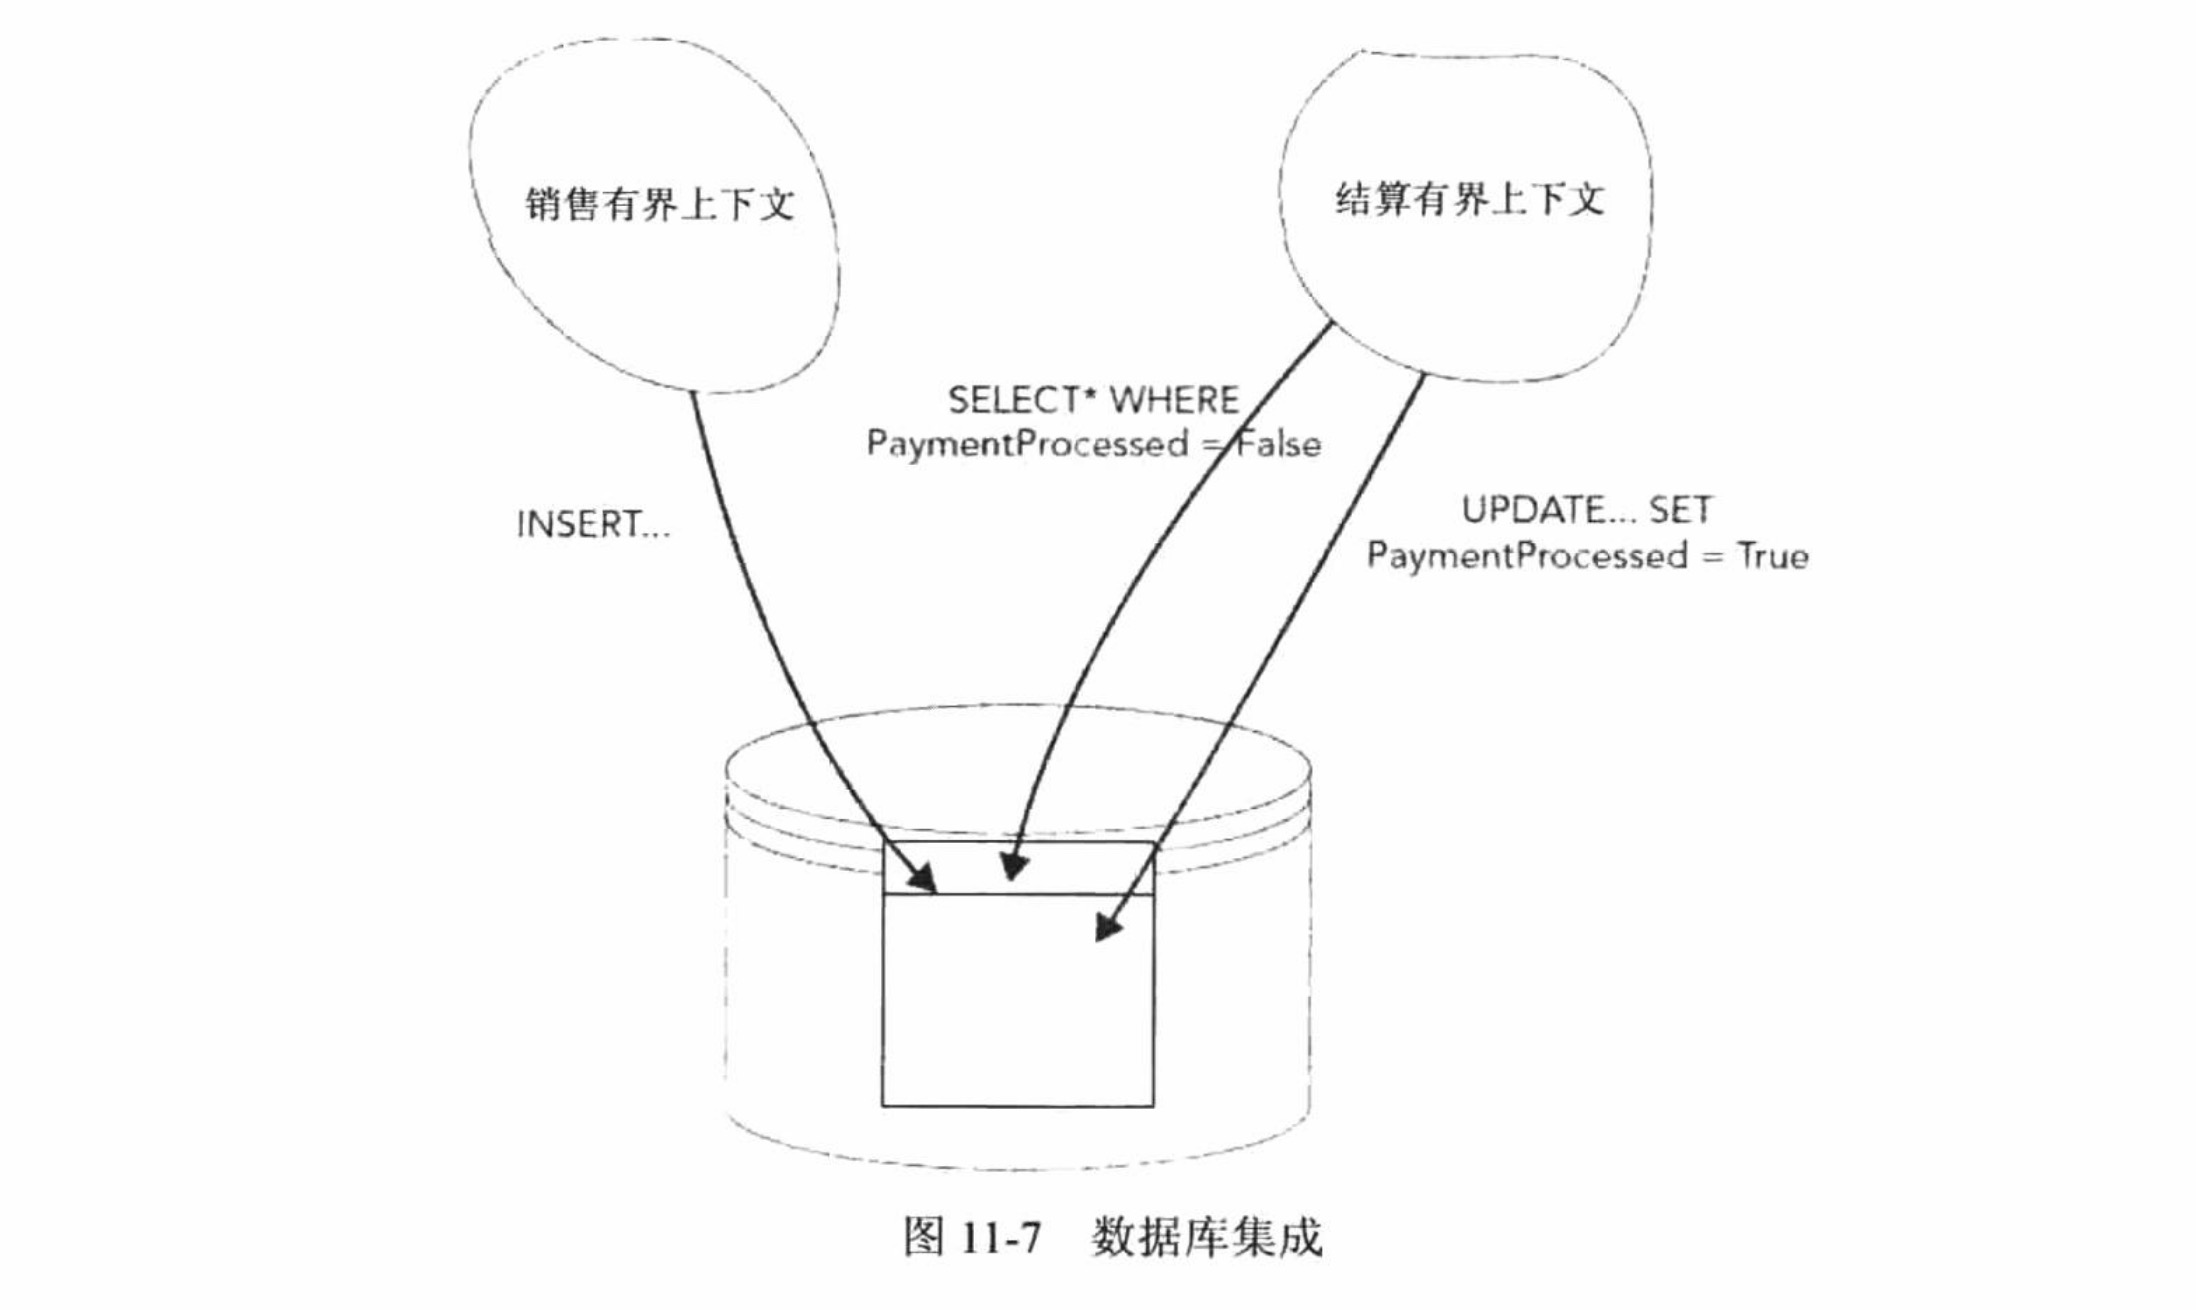 销售有界上下文
结算有界上下文
SELECT* WHERE
PaymentProcessed = False
INSERT...
UPDATE... SET
PaymentProcessed = True
图 11-7 数据库集成